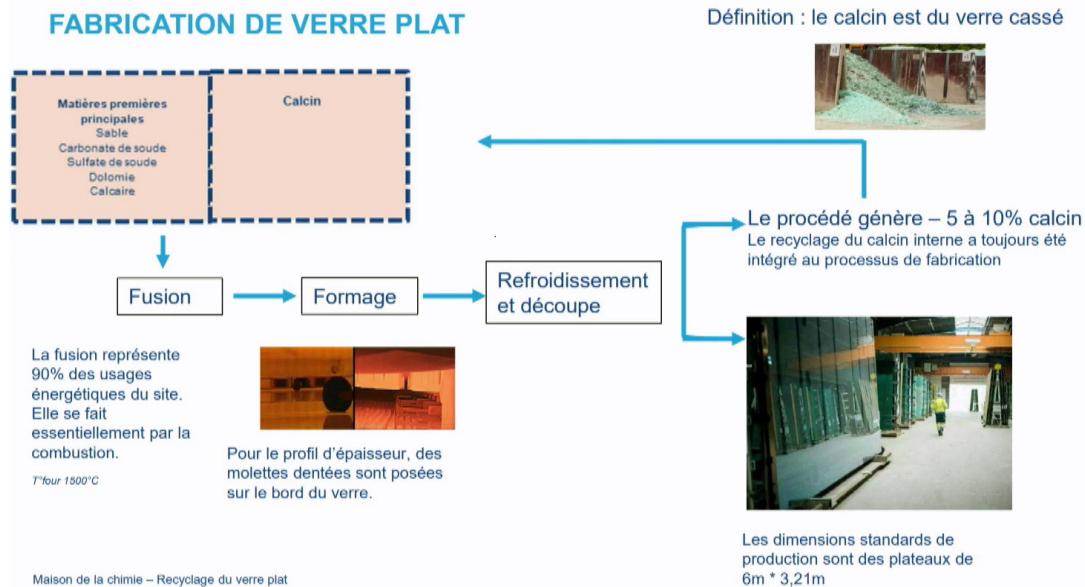 FABRICATION DE VERRE PLAT
Définition : le calcin est du verre cassé
Matières premières
principales
Sable
Carbonate de soude
Sulfate de soude
Dolomie
Calcaire
Calcin
Le procédé génère – 5 à 10% calcin
Le recyclage du calcin interne a toujours été
intégré au processus de fabrication
Fusion
Formage
Refroidissement
et découpe
La fusion représente
90% des usages
énergétiques du site.
Elle se fait
essentiellement par la
combustion.
T°four 1500°C
Pour le profil d'épaisseur, des
molettes dentées sont posées
sur le bord du verre.
Les dimensions standards de
production sont des plateaux de
6m * 3,21m
Maison de la chimie – Recyclage du verre plat